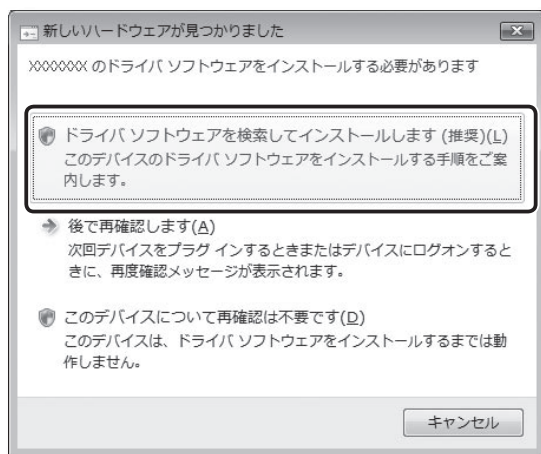 新しいハードウェアが見つかりました
XXXXXXX のドライバ ソフトウェアをインストールする必要があります
ドライバ ソフトウェアを検索してインストールします (推奨)(L)
このデバイスのドライバ ソフトウェアをインストールする手順をご案
内します。
後で再確認します(A)
次回デバイスをプラグ インするときまたはデバイスにログオンすると
きに、再度確認メッセージが表示されます。
このデバイスについて再確認は不要です(D)
このデバイスは、ドライバ ソフトウェアをインストールするまでは動
作しません。
キャンセル